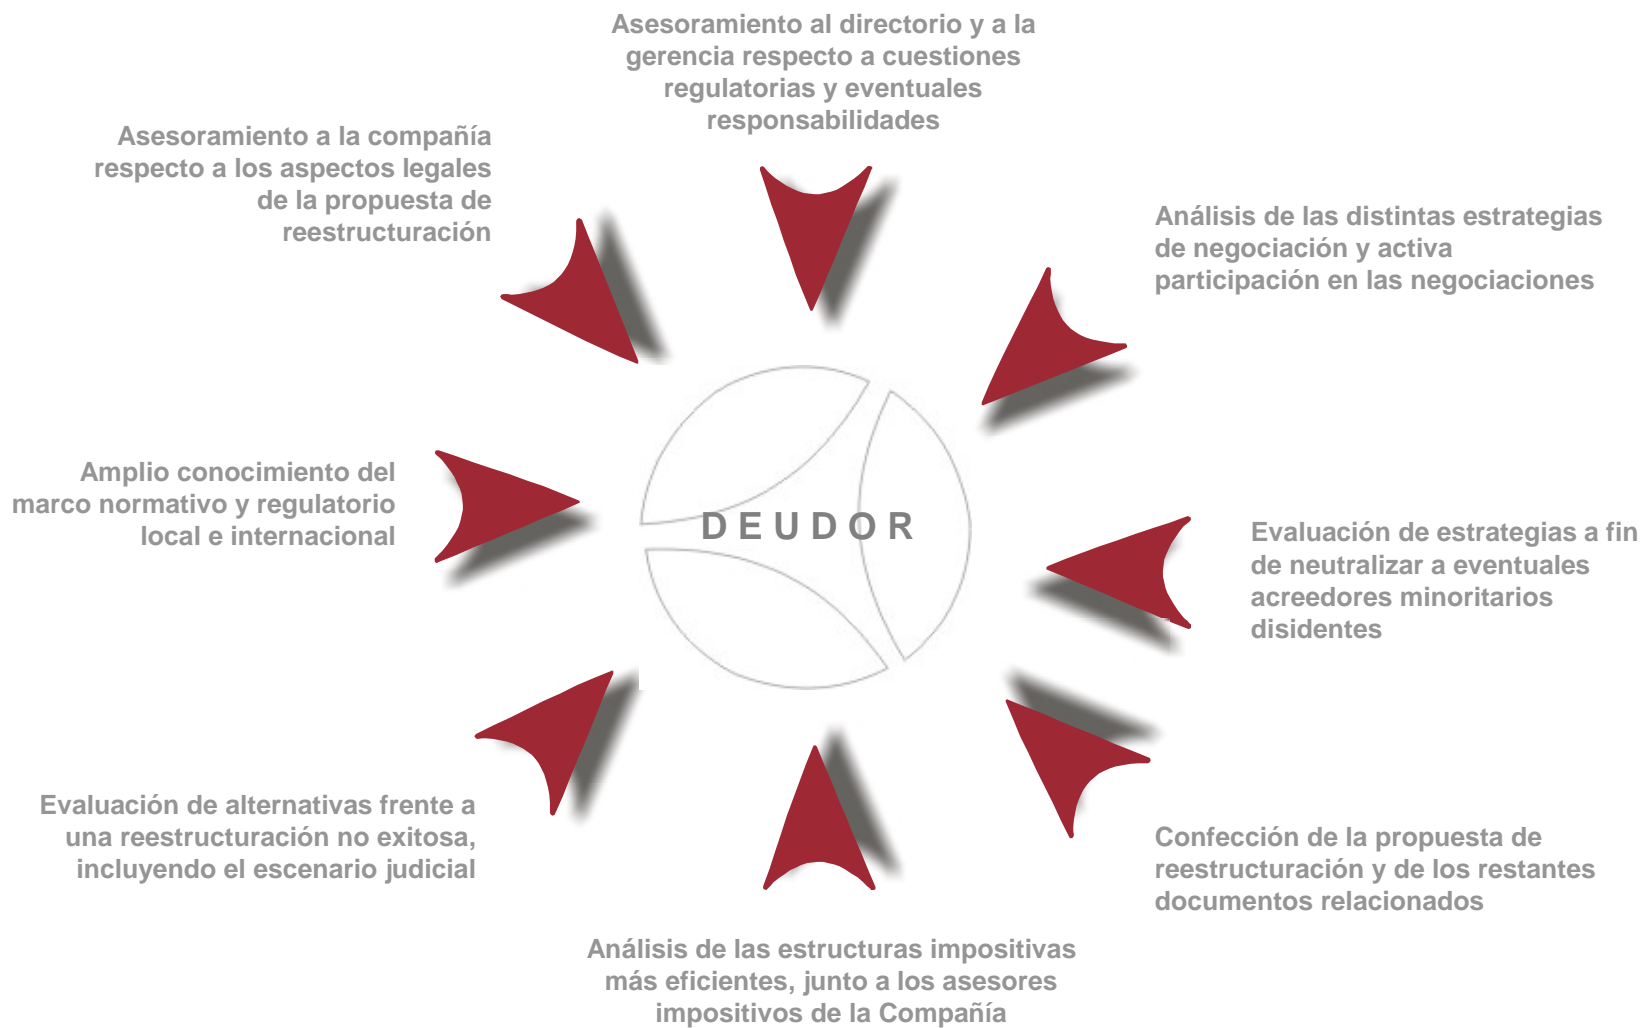 Asesoramiento al directorio y a la
gerencia respecto a cuestiones
regulatorias y eventuales
responsabilidades
Asesoramiento a la compañía
respecto a los aspectos legales
de la propuesta de
reestructuración
Análisis de las distintas estrategias
de negociación y activa
participación en las negociaciones
Amplio conocimiento del
marco normativo y regulatorio
local e internacional
DEUDOR
Evaluación de estrategias a fin
de neutralizar a eventuales
acreedores minoritarios
disidentes
Evaluación de alternativas frente a
una reestructuración no exitosa,
incluyendo el escenario judicial
Confección de la propuesta de
reestructuración y de los restantes
documentos relacionados
Análisis de las estructuras impositivas
más eficientes, junto a los asesores
impositivos de la Compañía